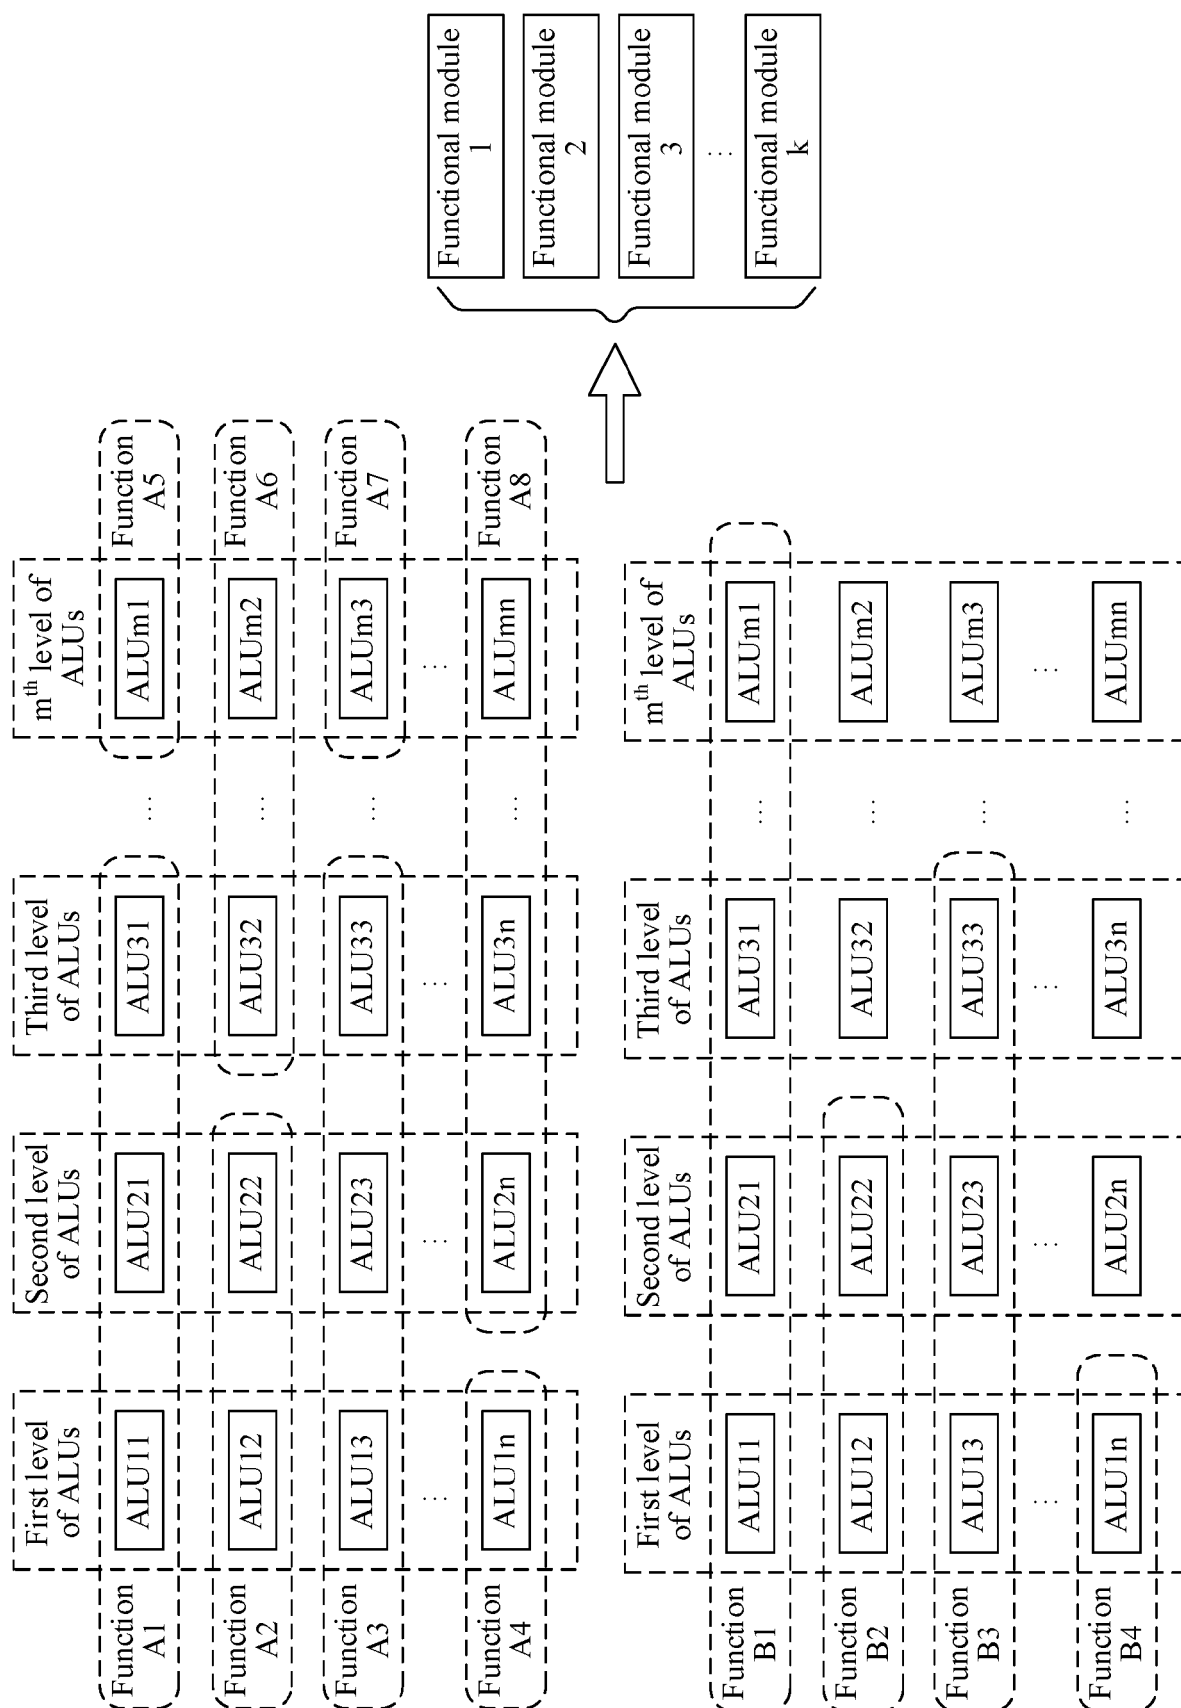 First level
of ALUs
Second level
of ALUs
Third level
of ALUs
mth level of
ALUs
Function
A1
ALU11
ALU21
ALU31
...
ALUm1
Function
A5
Function
A2
ALU12
ALU22
ALU32
...
ALUm2
Function
A6
Function
A3
ALU13
ALU23
ALU33
...
ALUm3
Function
A7
...
...
...
...
Function
A4
ALU1n
ALU2n
ALU3n
...
ALUmn
Function
A8
First level
of ALUs
Second level
of ALUs
Third level
of ALUs
mth level of
ALUs
Function
B1
ALU11
ALU21
ALU31
...
ALUm1
Function
B2
ALU12
ALU22
ALU32
...
ALUm2
Function
B3
ALU13
ALU23
ALU33
...
ALUm3
...
...
...
...
Function
B4
ALU1n
ALU2n
ALU3n
...
ALUmn
Functional module
1
Functional module
2
Functional module
3
...
Functional module
k